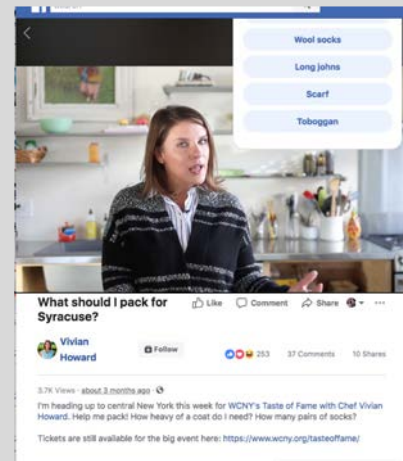 Wool socks
Long johns
Scarf
Toboggan
What should I pack for
Syracuse?
Like
Comment
Share
Vivian
Howard
Follow
253
37 Comments
10 Shares
3.7K Views · about 3 months ago ·
I'm heading up to central New York this week for WCNY's Taste of Fame with Chef Vivian
Howard. Help me pack! How heavy of a coat do I need? How many pairs of socks?
Tickets are still available for the big event here: https://www.wcny.org/tasteoffame/